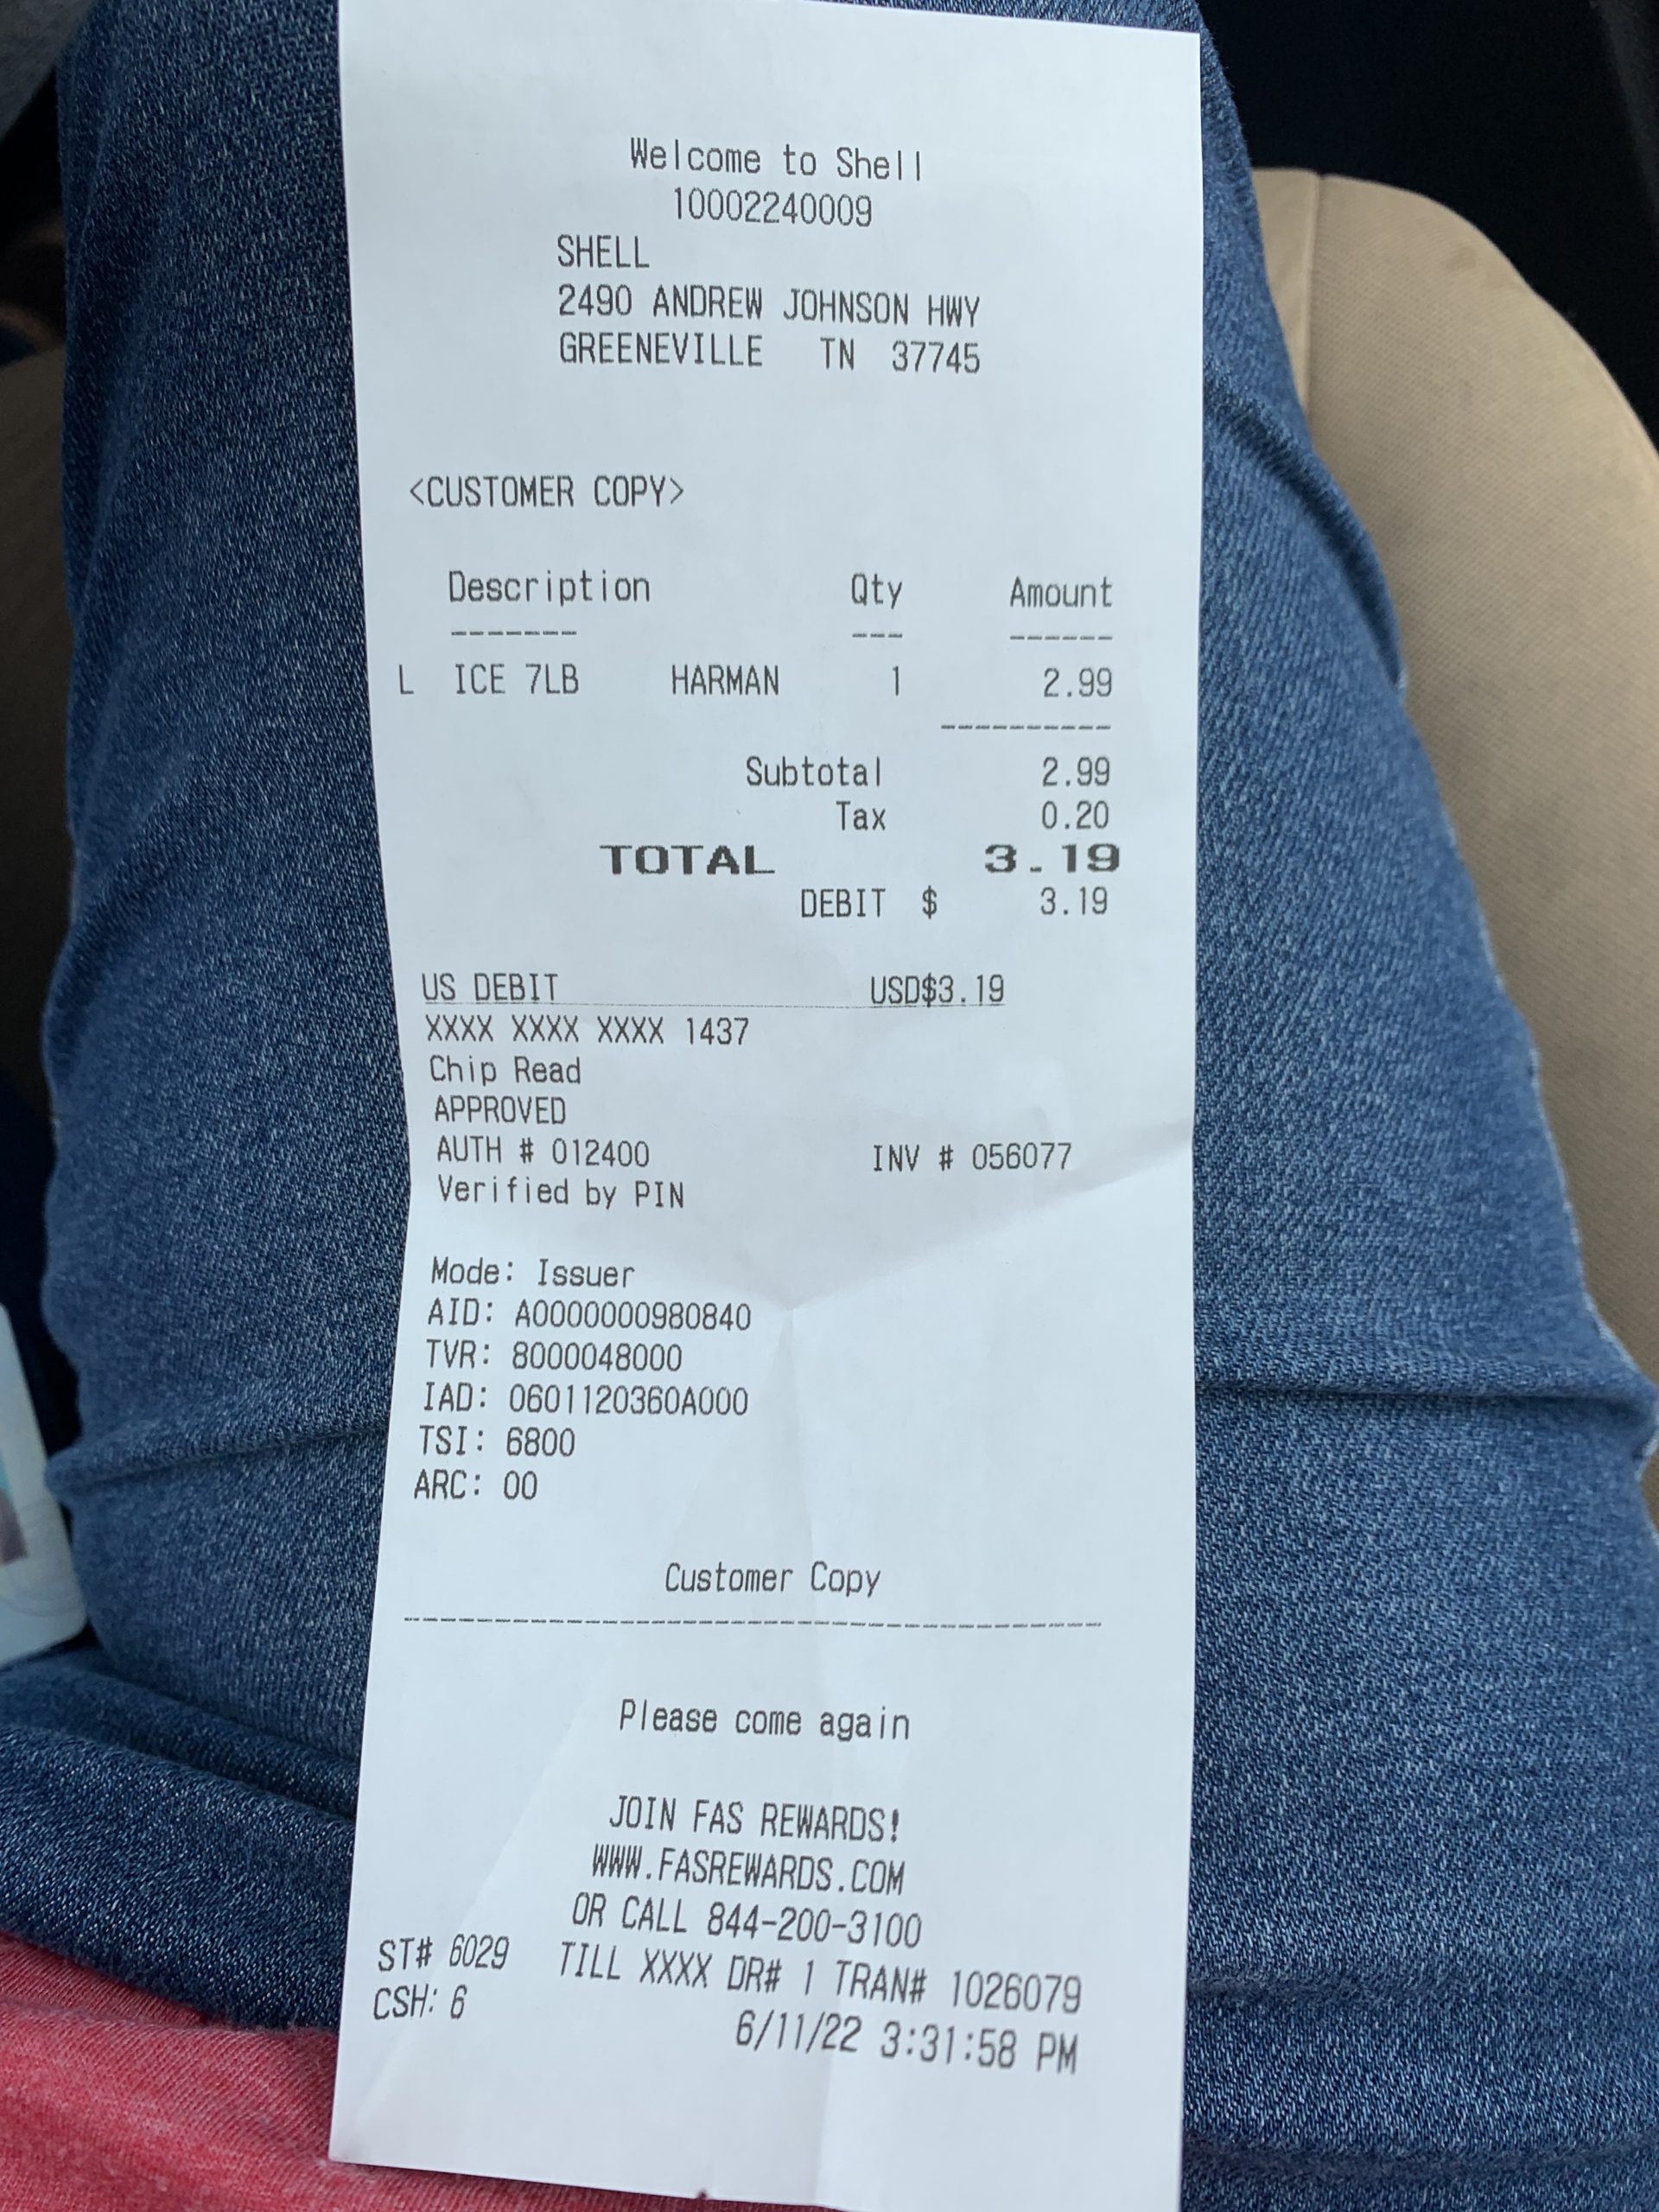 Welcome to Shell
10002240009
SHELL
2490 ANDREW JOHNSON HWY
GREENEVILLE TN 37745
<CUSTOMER COPY>
Description Qty Amount
------- --- ------
L ICE 7LB HARMAN 1 2.99
----------
Subtotal 2.99
Tax 0.20
TOTAL 3.19
DEBIT $ 3.19
US DEBIT USD$3.19
XXXX XXXX XXXX 1437
Chip Read
APPROVED
AUTH # 012400 INV # 056077
Verified by PIN
Mode: Issuer
AID: A0000000980840
TVR: 8000048000
IAD: 0601120360A000
TSI: 6800
ARC: 00
Customer Copy
----------------------------------------
Please come again
JOIN FAS REWARDS!
WWW.FASREWARDS.COM
OR CALL 844-200-3100
ST# 6029 TILL XXXX DR# 1 TRAN# 1026079
CSH: 6 6/11/22 3:31:58 PM